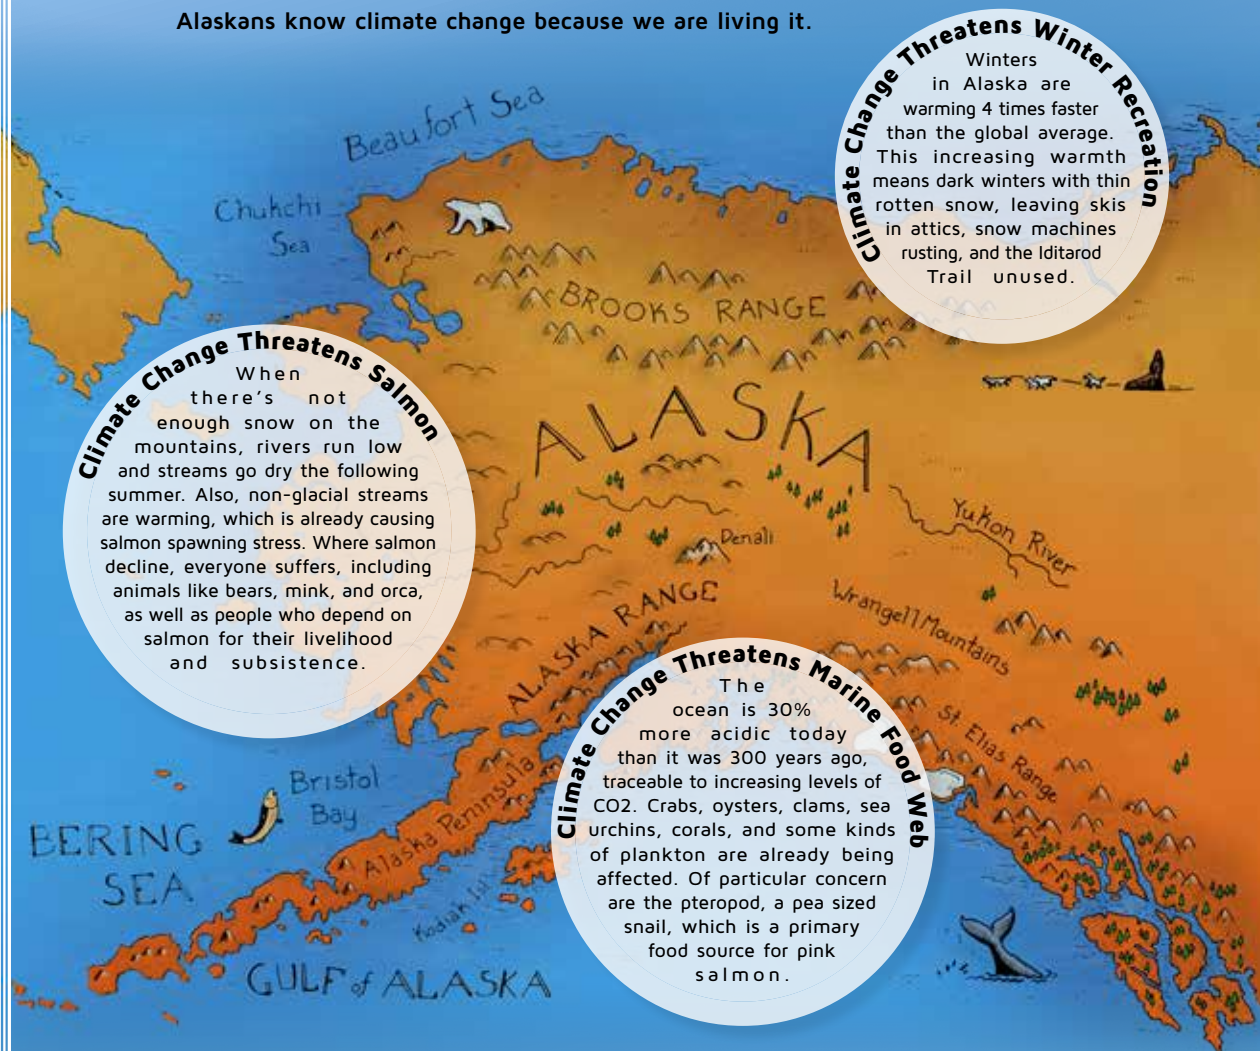 Alaskans know climate change because we are living it.
Climate Change Threatens Winter Recreation
Winters
in Alaska are
warming 4 times faster
than the global average.
This increasing warmth
means dark winters with thin
rotten snow, leaving skis
in attics, snow machines
rusting, and the Iditarod
Trail unused.
Beaufort Sea
Chukchi
Sea
BROOKS RANGE
Climate Change Threatens Salmon
When
there's not
enough snow on the
mountains, rivers run low
and streams go dry the following
summer. Also, non-glacial streams
are warming, which is already causing
salmon spawning stress. Where salmon
decline, everyone suffers, including
animals like bears, mink, and orca,
as well as people who depend on
salmon for their livelihood
and subsistence.
ALASKA
Yukon River
Denali
ALASKA RANGE
Wrangell Mountains
St. Elias Range
Climate Change Threatens Marine Food Web
The
ocean is 30%
more acidic today
than it was 300 years ago,
traceable to increasing levels of
CO2. Crabs, oysters, clams, sea
urchins, corals, and some kinds
of plankton are already being
affected. Of particular concern
are the pteropod, a pea sized
snail, which is a primary
food source for pink
salmon.
Bristol
Bay
BERING
SEA
Alaska Peninsula
Kodiak Isl.
GULF of ALASKA